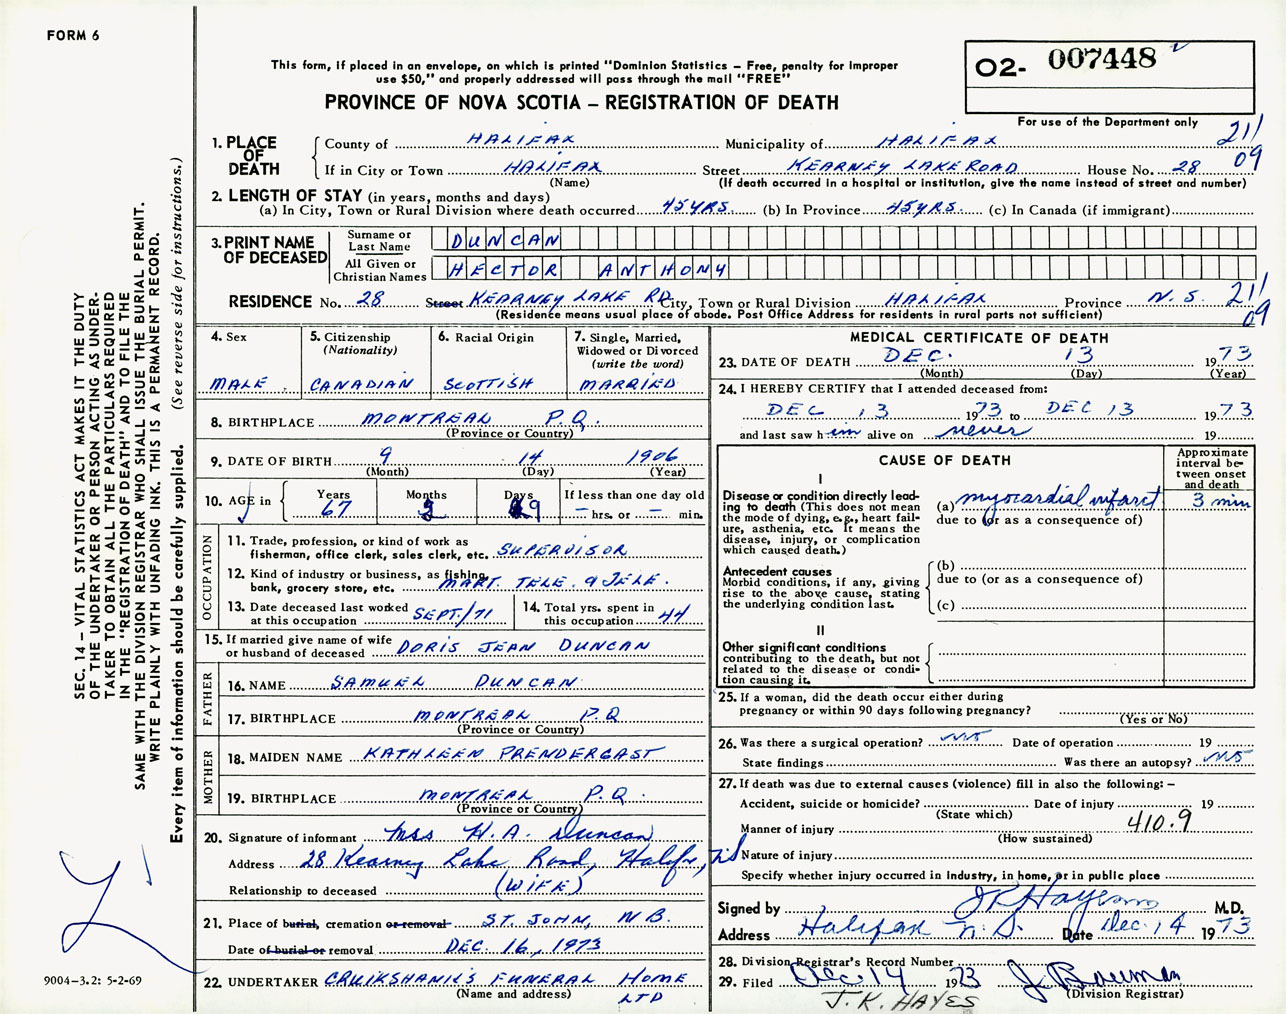 FORM 6
This form, if placed in an envelope, on which is printed "Dominion Statistics – Free, penalty for improper
use $50," and properly addressed will pass through the mail "FREE"
PROVINCE OF NOVA SCOTIA – REGISTRATION OF DEATH
O2- 007448
For use of the Department only
211
09
1. PLACE OF DEATH
County of HALIFAX Municipality of HALIFAX
If in City or Town HALIFAX Street KEARNEY LAKE ROAD House No. 28
(Name) (If death occurred in a hospital or institution, give the name instead of street and number)
2. LENGTH OF STAY (in years, months and days)
(a) In City, Town or Rural Division where death occurred 45 YRS. (b) In Province 45 YRS. (c) In Canada (if immigrant)
3. PRINT NAME OF DECEASED
Surname or Last Name DUNCAN
All Given or Christian Names HECTOR ANTHONY
RESIDENCE No. 28 Street KEARNEY LAKE RD. City, Town or Rural Division HALIFAX Province N.S. 211
09
(Residence means usual place of abode. Post Office Address for residents in rural parts not sufficient)
4. Sex
MALE
5. Citizenship
(Nationality)
CANADIAN
6. Racial Origin
SCOTTISH
7. Single, Married,
Widowed or Divorced
(write the word)
MARRIED
8. BIRTHPLACE MONTREAL P.Q.
(Province or Country)
9. DATE OF BIRTH 9 14 1906
(Month) (Day) (Year)
10. AGE in
Years Months Days If less than one day old
67 2 29 – hrs. or – min.
OCCUPATION
11. Trade, profession, or kind of work as
fisherman, office clerk, sales clerk, etc. SUPERVISOR
12. Kind of industry or business, as fishing,
bank, grocery store, etc. MART. TELE. & TELE.
13. Date deceased last worked
at this occupation SEPT./71
14. Total yrs. spent in
this occupation 44
15. If married give name of wife
or husband of deceased DORIS JEAN DUNCAN
FATHER
16. NAME SAMUEL DUNCAN
17. BIRTHPLACE MONTREAL P.Q
(Province or Country)
MOTHER
18. MAIDEN NAME KATHLEEN PRENDERGAST
19. BIRTHPLACE MONTREAL P.Q.
(Province or Country)
20. Signature of informant Mrs H. A. Duncan
Address 28 Kearney Lake Road, Halifax, N.S
Relationship to deceased (WIFE)
21. Place of burial, cremation or removal ST. JOHN, N.B.
Date of burial or removal DEC. 16, 1973
22. UNDERTAKER CRUIKSHANK'S FUNERAL HOME
(Name and address) LTD
MEDICAL CERTIFICATE OF DEATH
23. DATE OF DEATH DEC. 13 1973
(Month) (Day) (Year)
24. I HEREBY CERTIFY that I attended deceased from:
DEC 13 1973 to DEC 13 1973
and last saw him alive on never 19
CAUSE OF DEATH
Approximate
interval be-
tween onset
and death
I
Disease or condition directly lead-
ing to death (This does not
mean the mode of dying, e.g., heart fail-
ure, asthenia, etc. It means the
disease, injury, or complication
which caused death.)
(a) myocardial infarct 3 min
due to (or as a consequence of)
Antecedent causes
Morbid conditions, if any, giving
rise to the above cause, stating
the underlying condition last.
(b)
due to (or as a consequence of)
(c)
II
Other significant conditions
contributing to the death, but not
related to the disease or condi-
tion causing it.
25. If a woman, did the death occur either during
pregnancy or within 90 days following pregnancy?
(Yes or No)
26. Was there a surgical operation? no Date of operation 19
State findings Was there an autopsy? no
27. If death was due to external causes (violence) fill in also the following: –
Accident, suicide or homicide? Date of injury 19
(State which)
Manner of injury 410.9
(How sustained)
Nature of injury
Specify whether injury occurred in Industry, in home, or in public place
Signed by J K Hayes M.D.
Address Halifax N.S. Date Dec. 14 1973
28. Division Registrar's Record Number
29. Filed Dec 14 1973
(Division Registrar)
J. K. HAYES
SEC. 14 – VITAL STATISTICS ACT MAKES IT THE DUTY
OF THE UNDERTAKER OR PERSON ACTING AS UNDER-
TAKER TO OBTAIN ALL THE PARTICULARS REQUIRED
IN THE "REGISTRATION OF DEATH" AND TO FILE THE
SAME WITH THE DIVISION REGISTRAR WHO SHALL ISSUE THE BURIAL PERMIT.
WRITE PLAINLY WITH UNFADING INK. THIS IS A PERMANENT RECORD.
Every item of information should be carefully supplied. (See reverse side for instructions.)
9004-3.2: 5-2-69